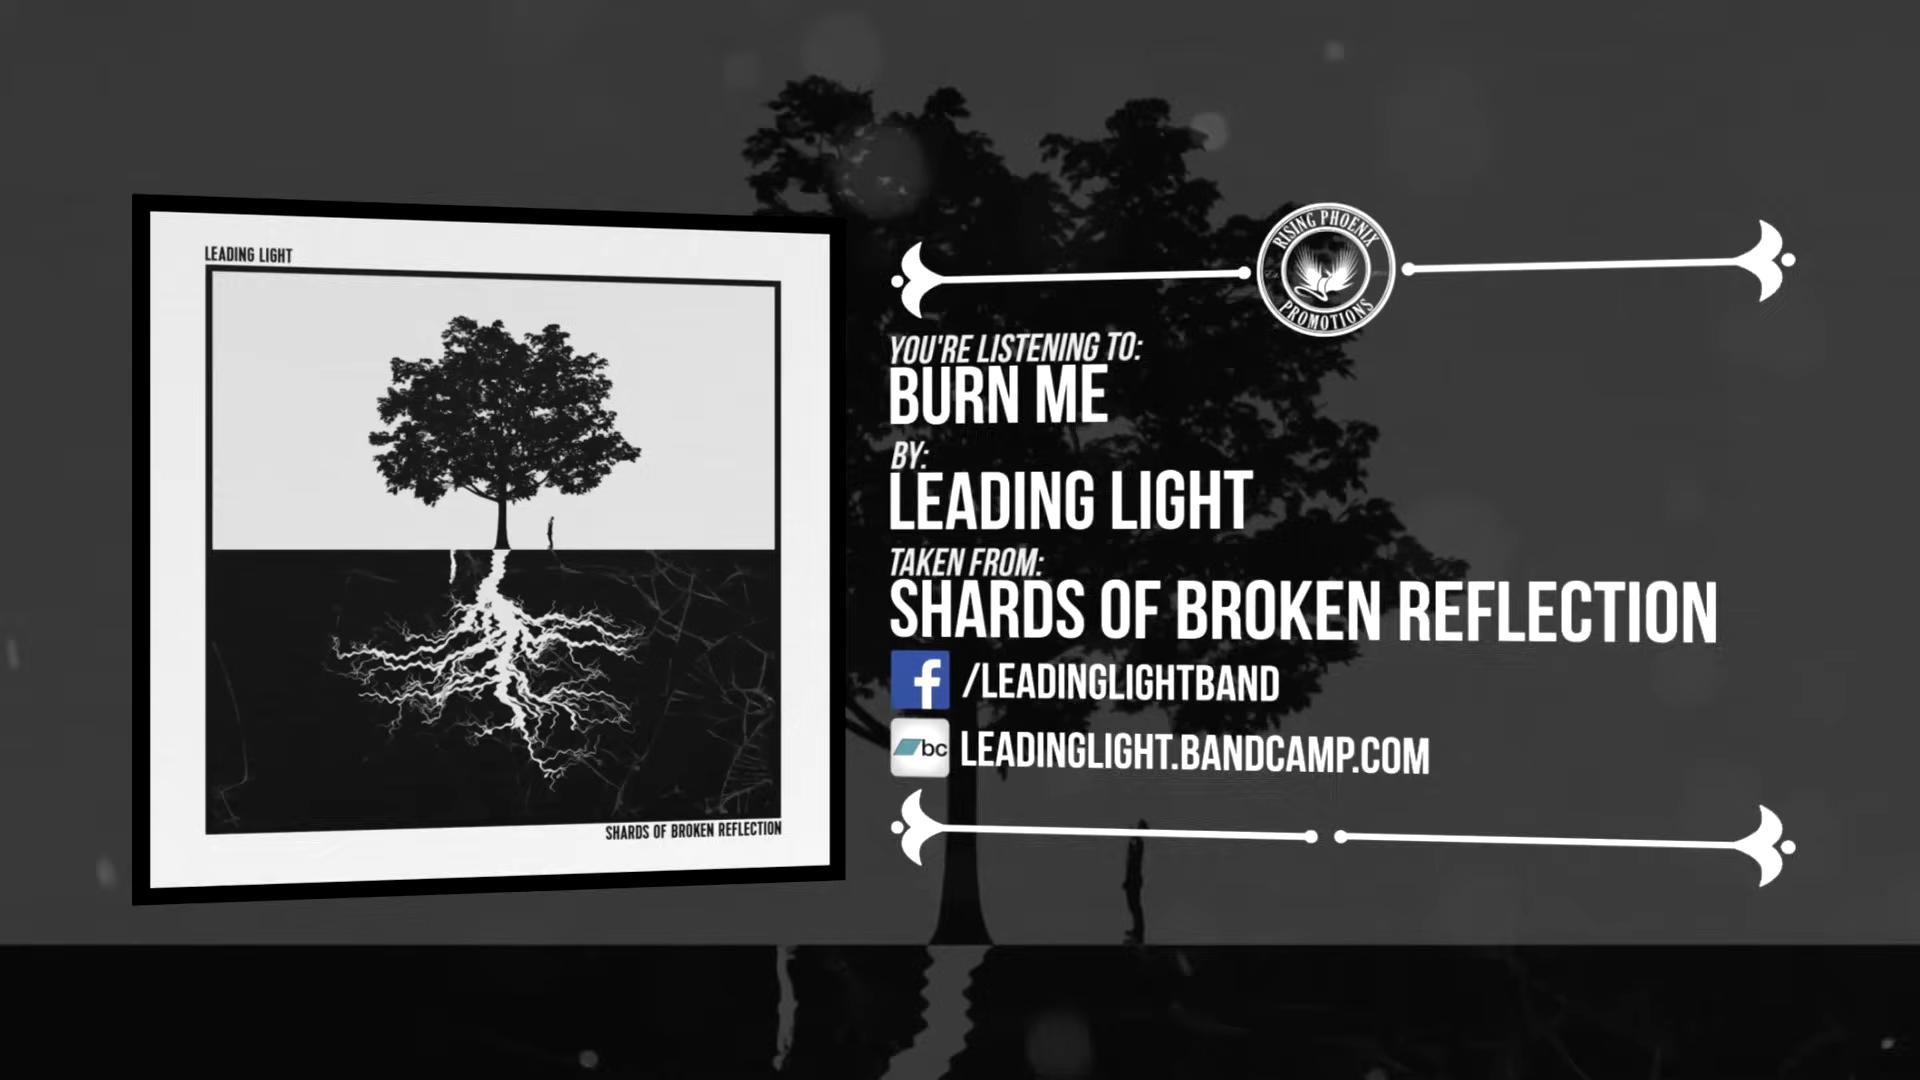 LEADING LIGHT
SHARDS OF BROKEN REFLECTION
RISING PHOENIX
PROMOTIONS
YOU'RE LISTENING TO:
BURN ME
BY:
LEADING LIGHT
TAKEN FROM:
SHARDS OF BROKEN REFLECTION
f /LEADINGLIGHTBAND
bc LEADINGLIGHT.BANDCAMP.COM